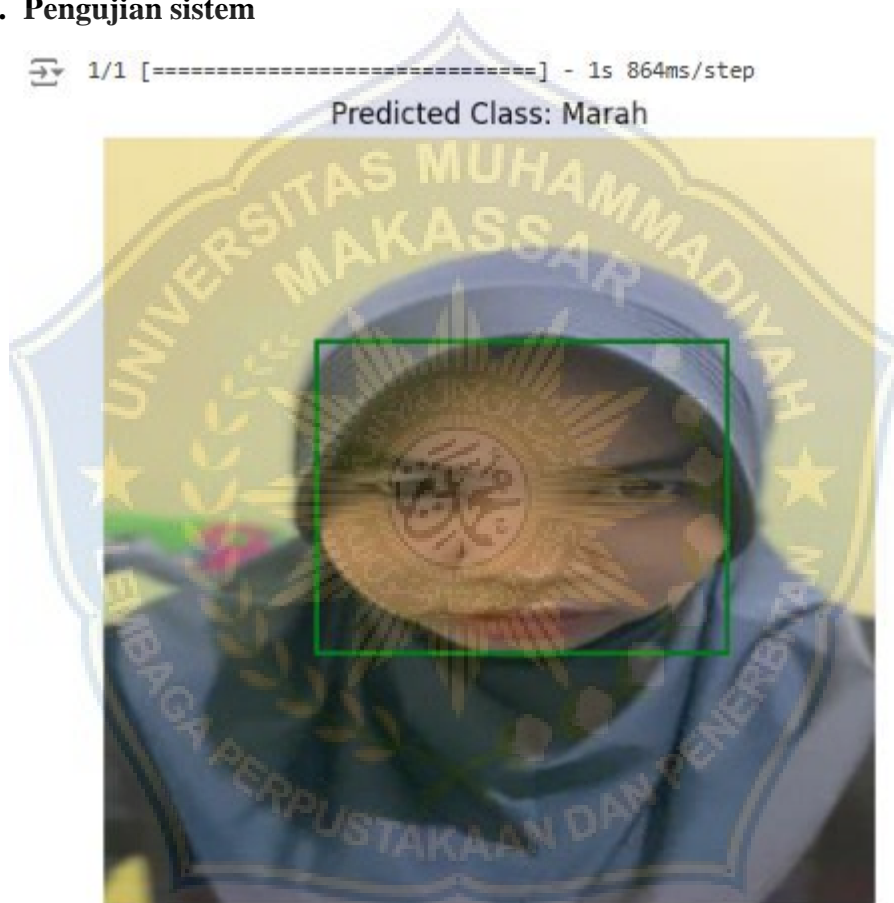 . Pengujian sistem
1/1 [==============================] - 1s 864ms/step
Predicted Class: Marah
UNIVERSITAS MUHAMMADIYAH
MAKASSAR
LEMBAGA PERPUSTAKAAN DAN PENERBITAN